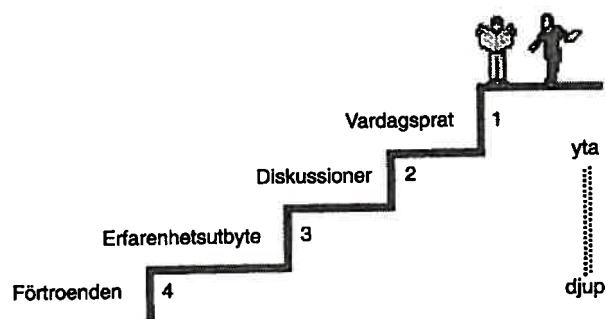 Vardagsprat 1
yta
Diskussioner 2
Erfarenhetsutbyte 3
djup
Förtroenden 4